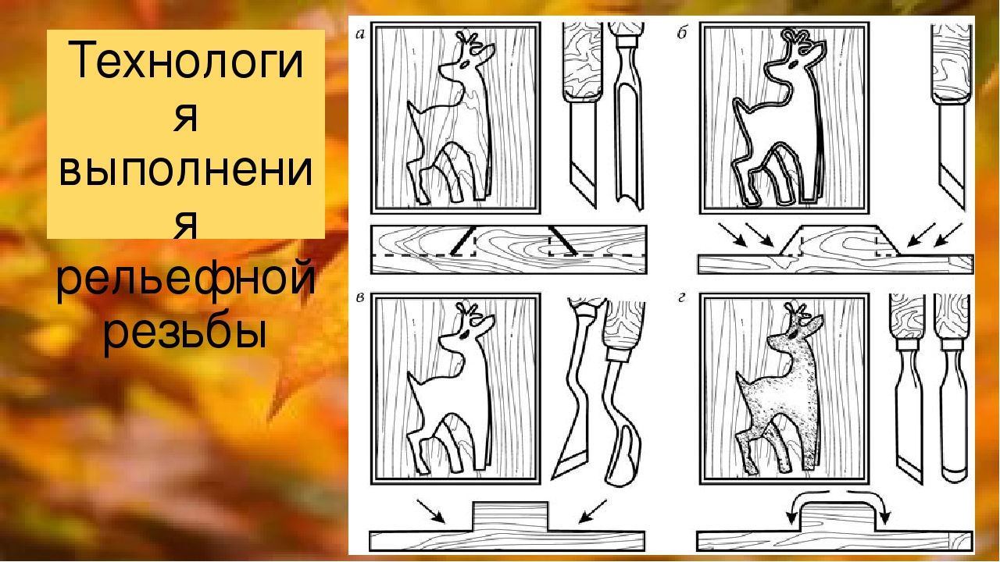 Технологи
я
выполнени
я
рельефной
резьбы
а
б
в
г